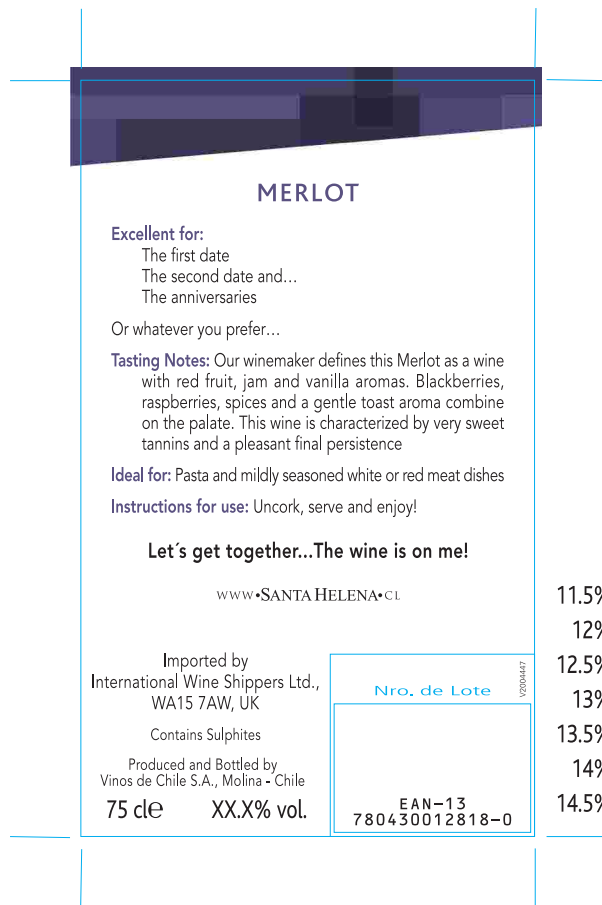 MERLOT
Excellent for:
The first date
The second date and...
The anniversaries
Or whatever you prefer...
Tasting Notes: Our winemaker defines this Merlot as a wine
with red fruit, jam and vanilla aromas. Blackberries,
raspberries, spices and a gentle toast aroma combine
on the palate. This wine is characterized by very sweet
tannins and a pleasant final persistence
Ideal for: Pasta and mildly seasoned white or red meat dishes
Instructions for use: Uncork, serve and enjoy!
Let´s get together...The wine is on me!
WWW•SANTA HELENA•CL
Imported by
International Wine Shippers Ltd.,
WA15 7AW, UK
Contains Sulphites
Produced and Bottled by
Vinos de Chile S.A., Molina - Chile
75 cl℮ XX.X% vol.
Nro. de Lote
V2004447
EAN-13
780430012818-0
11.5%
12%
12.5%
13%
13.5%
14%
14.5%